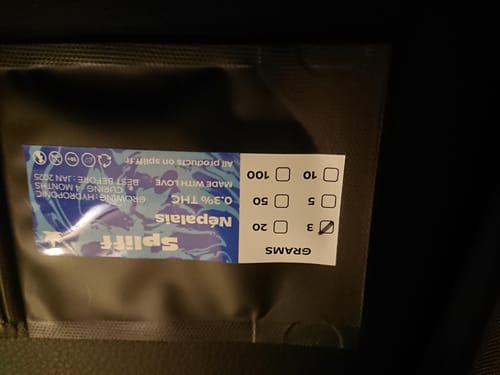 Spliff
Népalais
0.3% THC
MADE WITH LOVE
All products on spliff.fr
GROWING: HYDROPONIC
CURING: 4 MONTHS
BEST BEFORE: JAN 2025
18+
GRAMS
3
20
5
50
10
100